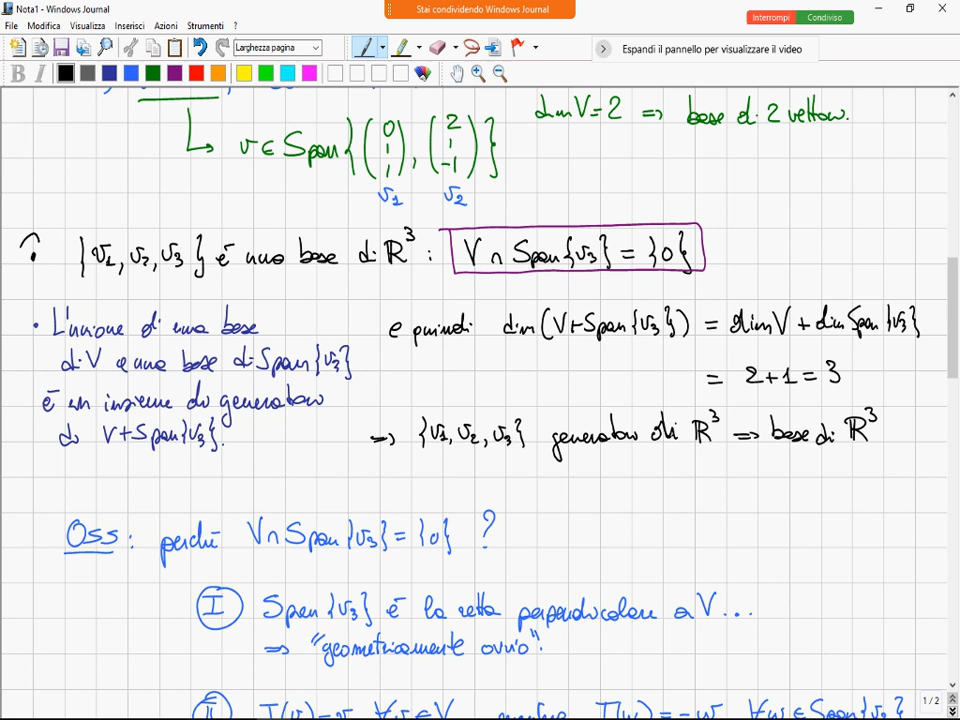 Nota1 - Windows Journal
Stai condividendo Windows Journal
Interrompi Condiviso
File Modifica Visualizza Inserisci Azioni Strumenti ?
Larghezza pagina
Espandi il pannello per visualizzare il video
B I
dim V = 2 => base di 2 vettori.
v ∈ Span{(0 1 1), (2 1 -1)}
v1 v2
? {v1, v2, v3} è una base di ℝ³ : V ∩ Span{v3} = {0}
• L'unione di una base
di V e una base di Span{v3}
è un insieme di generatori
di V+Span{v3}.
e quindi dim(V+Span{v3}) = dim V + dim Span{v3}
= 2+1 = 3
=> {v1, v2, v3} generatori di ℝ³ => base di ℝ³
Oss: perché V ∩ Span{v3} = {0} ?
I Span{v3} è la retta perpendicolare a V...
=> "geometricamente ovvio".
II T(v)=v ∀v∈V mentre T(w)=-w ∀w∈Span{v3}
1 / 2